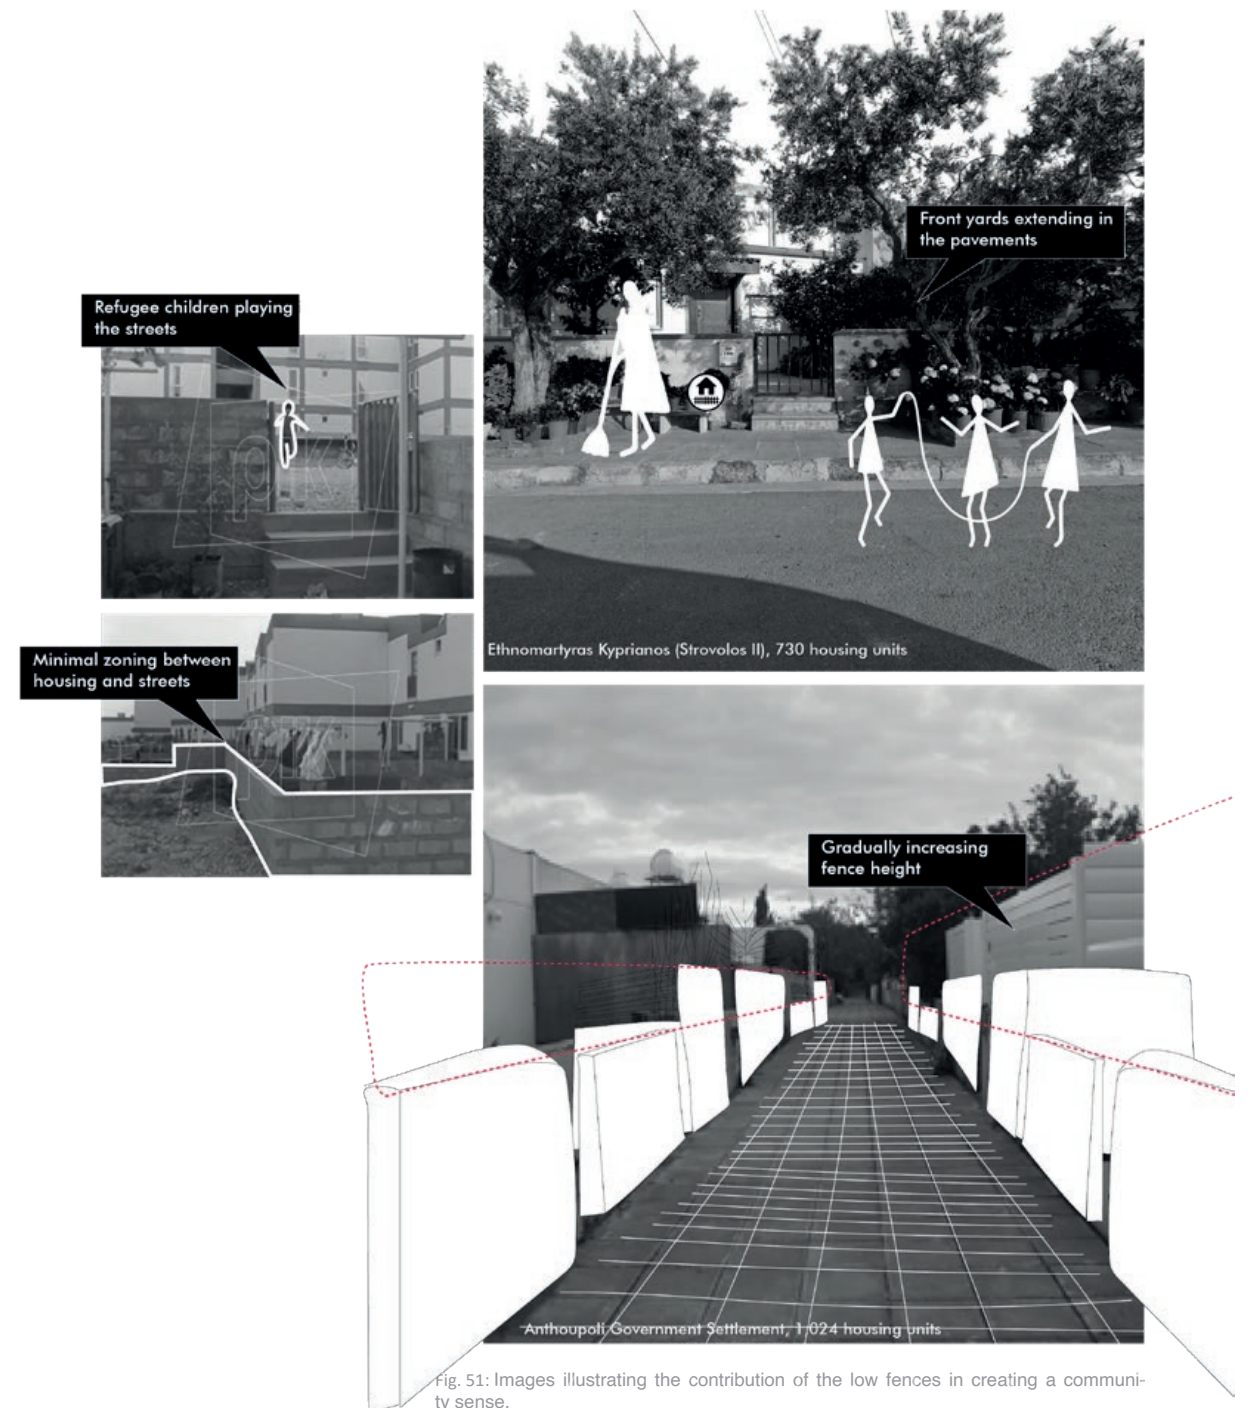 Front yards extending in
the pavements
Refugee children playing
the streets
Ethnomartyras Kyprianos (Strovolos II), 730 housing units
Minimal zoning between
housing and streets
Gradually increasing
fence height
Anthoupoli Government Settlement, 1,024 housing units
Fig. 51: Images illustrating the contribution of the low fences in creating a communi-
ty sense.